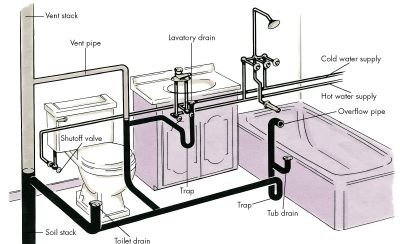 Vent stack
Vent pipe
Lavatory drain
Cold water supply
Hot water supply
Overflow pipe
Shutoff valve
Trap
Trap
Tub drain
Soil stack
Toilet drain